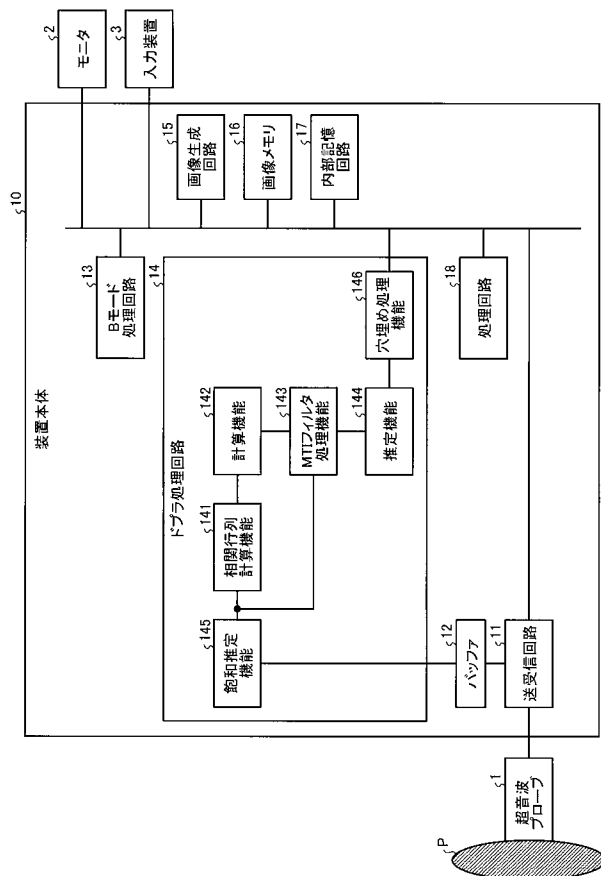 10
装置本体
2
モニタ
3
入力装置
13
Bモード
処理回路
15
画像生成
回路
16
画像メモリ
17
内部記憶
回路
14
ドプラ処理回路
145
飽和推定
機能
141
相関行列
計算機能
142
計算機能
143
MTIフィルタ
処理機能
144
推定機能
146
穴埋め処理
機能
18
処理回路
12
バッファ
11
送受信回路
1
超音波
プローブ
P